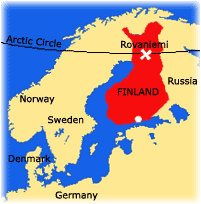 Arctic Circle
Rovaniemi
Russia
FINLAND
Norway
Sweden
Denmark
Germany